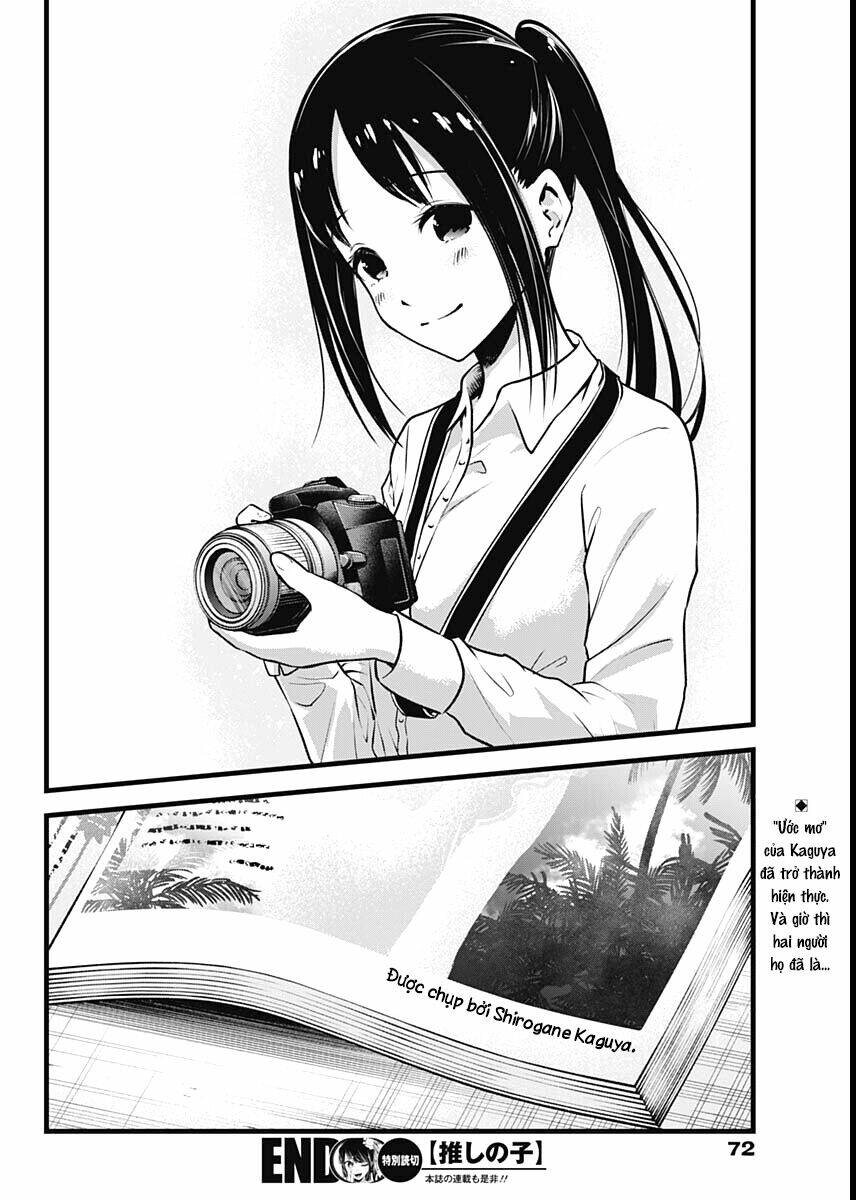 "Ước mơ"
của Kaguya
đã trở thành
hiện thực.
Và giờ thì
hai người
họ đã là...
Được chụp bởi Shirogane Kaguya.
END
特別読切
【推しの子】
本誌の連載も是非!!
72